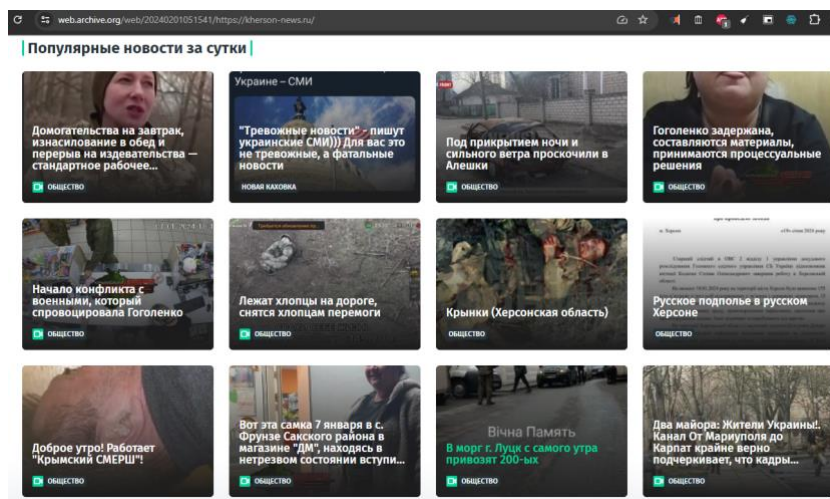 web.archive.org/web/20240201051541/https://kherson-news.ru/
Популярные новости за сутки
Домогательства на завтрак,
изнасилование в обед и
перерыв на издевательства —
стандартное рабочее...
ОБЩЕСТВО
Украине – СМИ
"Тревожные новости" - пишут
украинские СМИ))) Для вас это
не тревожные, а фатальные
новости
НОВАЯ КАХОВКА
Под прикрытием ночи и
сильного ветра проскочили в
Алешки
ОБЩЕСТВО
Гоголенко задержана,
составляются материалы,
принимаются процессуальные
решения
ОБЩЕСТВО
Начало конфликта с
военными, который
спровоцировала Гоголенко
ОБЩЕСТВО
Лежат хлопцы на дороге,
снятся хлопцам перемоги
ОБЩЕСТВО
Крынки (Херсонская область)
ОБЩЕСТВО
Русское подполье в русском
Херсоне
ОБЩЕСТВО
Доброе утро! Работает
"Крымский СМЕРШ"!
ОБЩЕСТВО
Вот эта самка 7 января в с.
Фрунзе Сакского района в
магазине "ДМ", находясь в
нетрезвом состоянии вступи...
ОБЩЕСТВО
Вічна Память
В морг г. Луцк с самого утра
привозят 200-ых
ОБЩЕСТВО
Два майора: Жители Украины!.
Канал От Мариуполя до
Карпат крайне верно
подчеркивает, что кадры...
ОБЩЕСТВО